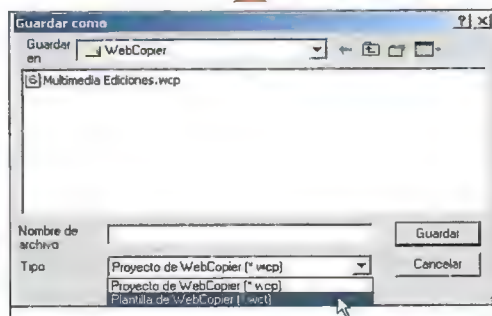 Guardar como
Guardar en
WebCopier
Multimedia Ediciones.wcp
Nombre de archivo
Guardar
Tipo
Proyecto de WebCopier (*.wcp)
Cancelar
Proyecto de WebCopier (*.wcp)
Plantilla de WebCopier (*.wct)